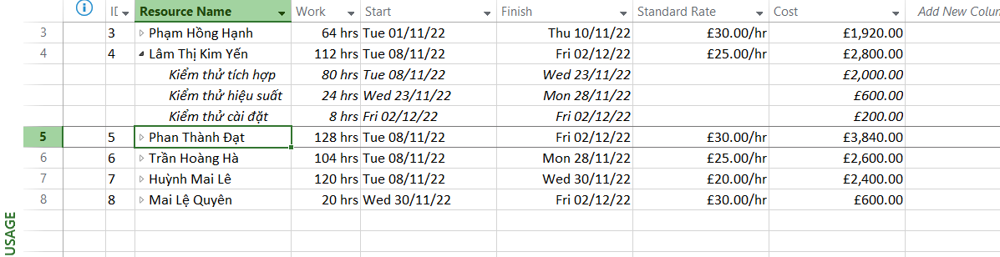 ID Resource Name Work Start Finish Standard Rate Cost Add New Colun
3 3 Phạm Hồng Hạnh 64 hrs Tue 01/11/22 Thu 10/11/22 £30.00/hr £1,920.00
4 4 Lâm Thị Kim Yến 112 hrs Tue 08/11/22 Fri 02/12/22 £25.00/hr £2,800.00
Kiểm thử tích hợp 80 hrs Tue 08/11/22 Wed 23/11/22 £2,000.00
Kiểm thử hiệu suất 24 hrs Wed 23/11/22 Mon 28/11/22 £600.00
Kiểm thử cài đặt 8 hrs Fri 02/12/22 Fri 02/12/22 £200.00
5 5 Phan Thành Đạt 128 hrs Tue 08/11/22 Fri 02/12/22 £30.00/hr £3,840.00
6 6 Trần Hoàng Hà 104 hrs Tue 08/11/22 Mon 28/11/22 £25.00/hr £2,600.00
7 7 Huỳnh Mai Lê 120 hrs Tue 08/11/22 Wed 30/11/22 £20.00/hr £2,400.00
8 8 Mai Lệ Quyên 20 hrs Wed 30/11/22 Fri 02/12/22 £30.00/hr £600.00
USAGE